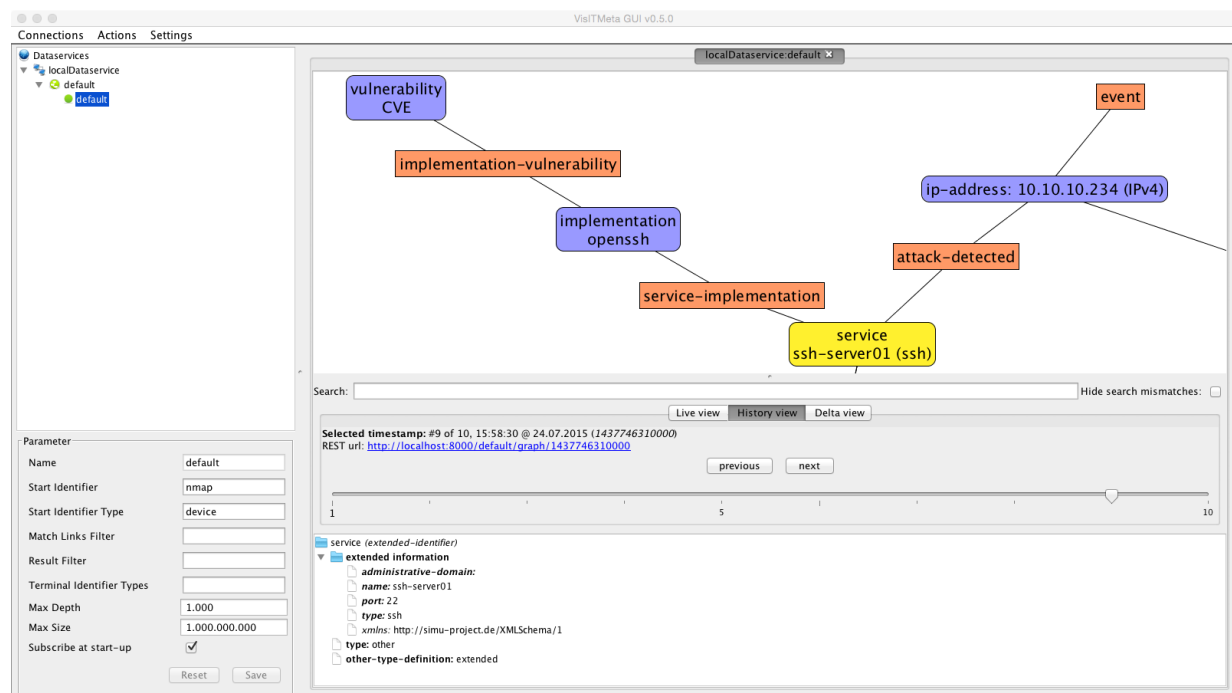 VisITMeta GUI v0.5.0
Connections Actions Settings
Dataservices
localDataservice
default
default
localDataservice:default
vulnerability
CVE
event
implementation-vulnerability
ip-address: 10.10.10.234 (IPv4)
implementation
openssh
attack-detected
service-implementation
service
ssh-server01 (ssh)
Search:
Hide search mismatches:
Live view History view Delta view
Selected timestamp: #9 of 10, 15:58:30 @ 24.07.2015 (1437746310000)
REST url: http://localhost:8000/default/graph/1437746310000
previous next
1 5 10
Parameter
Name default
Start Identifier nmap
Start Identifier Type device
Match Links Filter
Result Filter
Terminal Identifier Types
Max Depth 1.000
Max Size 1.000.000.000
Subscribe at start-up
Reset Save
service (extended-identifier)
extended information
administrative-domain:
name: ssh-server01
port: 22
type: ssh
xmlns: http://simu-project.de/XMLSchema/1
type: other
other-type-definition: extended